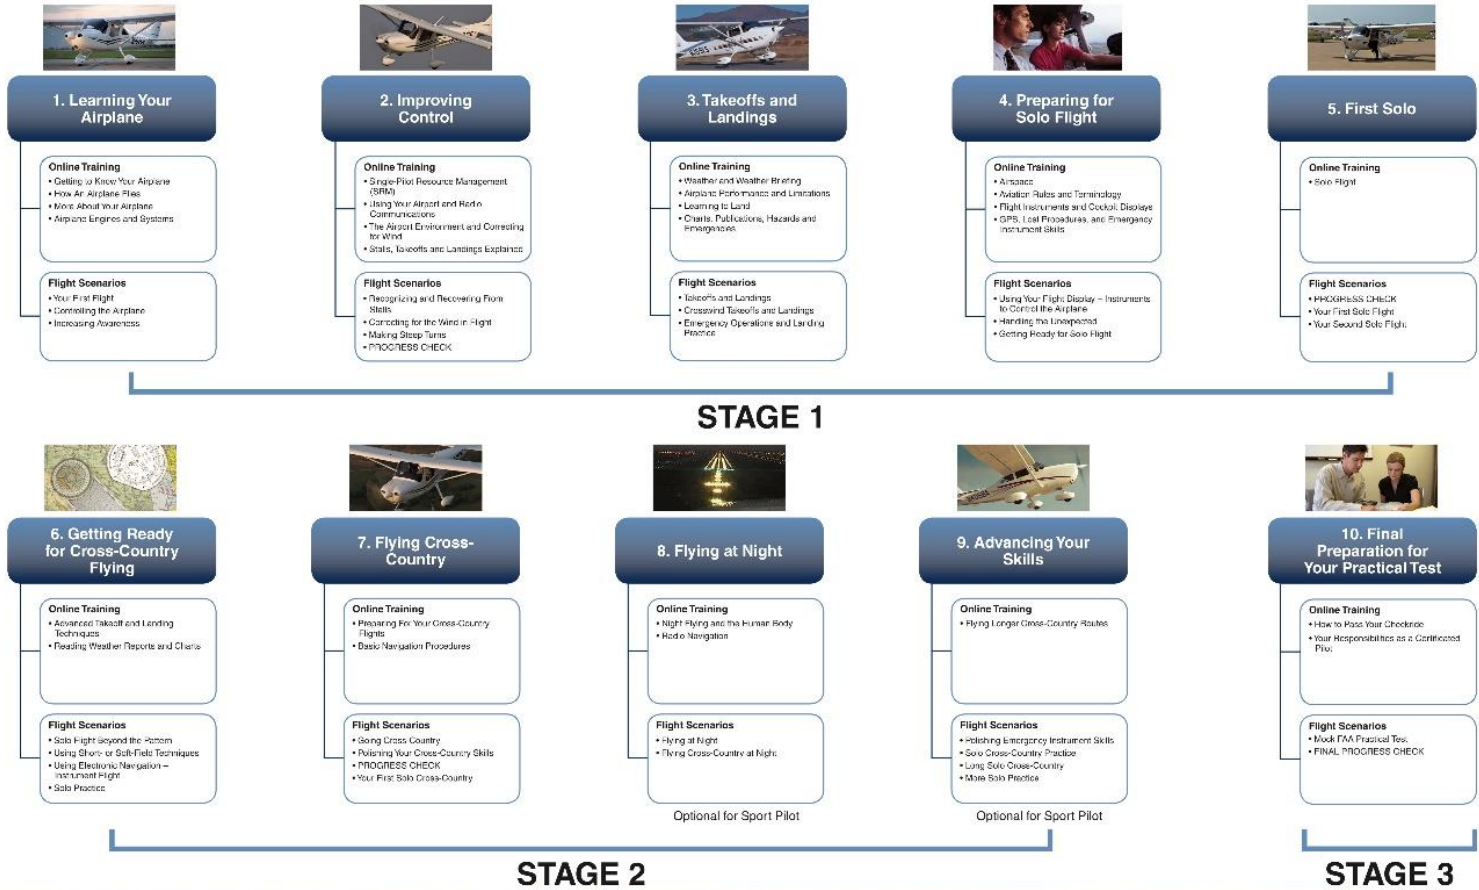 1. Learning Your
Airplane
Online Training
• Getting to Know Your Airplane
• How An Airplane Flies
• More About Your Airplane
• Airplane Engines and Systems
Flight Scenarios
• Your First Flight
• Controlling the Airplane
• Increasing Awareness
2. Improving
Control
Online Training
• Single-Pilot Resource Management
(SRM)
• Using Your Airport and Radio
Communications
• The Airport Environment and Correcting
for Wind
• Stalls, Takeoffs and Landings Explained
Flight Scenarios
• Recognizing and Recovering From
Stalls
• Correcting for the Wind in Flight
• Making Steep Turns
• PROGRESS CHECK
3. Takeoffs and
Landings
Online Training
• Weather and Weather Briefing
• Airplane Performance and Limitations
• Learning to Land
• Charts, Publications, Hazards and
Emergencies
Flight Scenarios
• Takeoffs and Landings
• Crosswind Takeoffs and Landings
• Emergency Operations and Landing
Practice
4. Preparing for
Solo Flight
Online Training
• Airspace
• Aviation Rules and Terminology
• Flight Instruments and Cockpit Displays
• GPS, Lost Procedures, and Emergency
Instrument Skills
Flight Scenarios
• Using Your Flight Display – Instruments
to Control the Airplane
• Handling the Unexpected
• Getting Ready for Solo Flight
5. First Solo
Online Training
• Solo Flight
Flight Scenarios
• PROGRESS CHECK
• Your First Solo Flight
• Your Second Solo Flight
STAGE 1
6. Getting Ready
for Cross-Country
Flying
Online Training
• Advanced Takeoff and Landing
Techniques
• Reading Weather Reports and Charts
Flight Scenarios
• Solo Flight Beyond the Pattern
• Using Short- or Soft-Field Techniques
• Using Electronic Navigation –
Instrument Flight
• Solo Practice
7. Flying Cross-
Country
Online Training
• Preparing For Your Cross-Country
Flights
• Basic Navigation Procedures
Flight Scenarios
• Going Cross-Country
• Polishing Your Cross-Country Skills
• PROGRESS CHECK
• Your First Solo Cross-Country
8. Flying at Night
Online Training
• Night Flying and the Human Body
• Radio Navigation
Flight Scenarios
• Flying at Night
• Flying Cross-Country at Night
Optional for Sport Pilot
9. Advancing Your
Skills
Online Training
• Flying Longer Cross-Country Routes
Flight Scenarios
• Polishing Emergency Instrument Skills
• Solo Cross-Country Practice
• Long Solo Cross-Country
• More Solo Practice
Optional for Sport Pilot
STAGE 2
10. Final
Preparation for
Your Practical Test
Online Training
• How to Pass Your Checkride
• Your Responsibilities as a Certificated
Pilot
Flight Scenarios
• Mock FAA Practical Test
• FINAL PROGRESS CHECK
STAGE 3